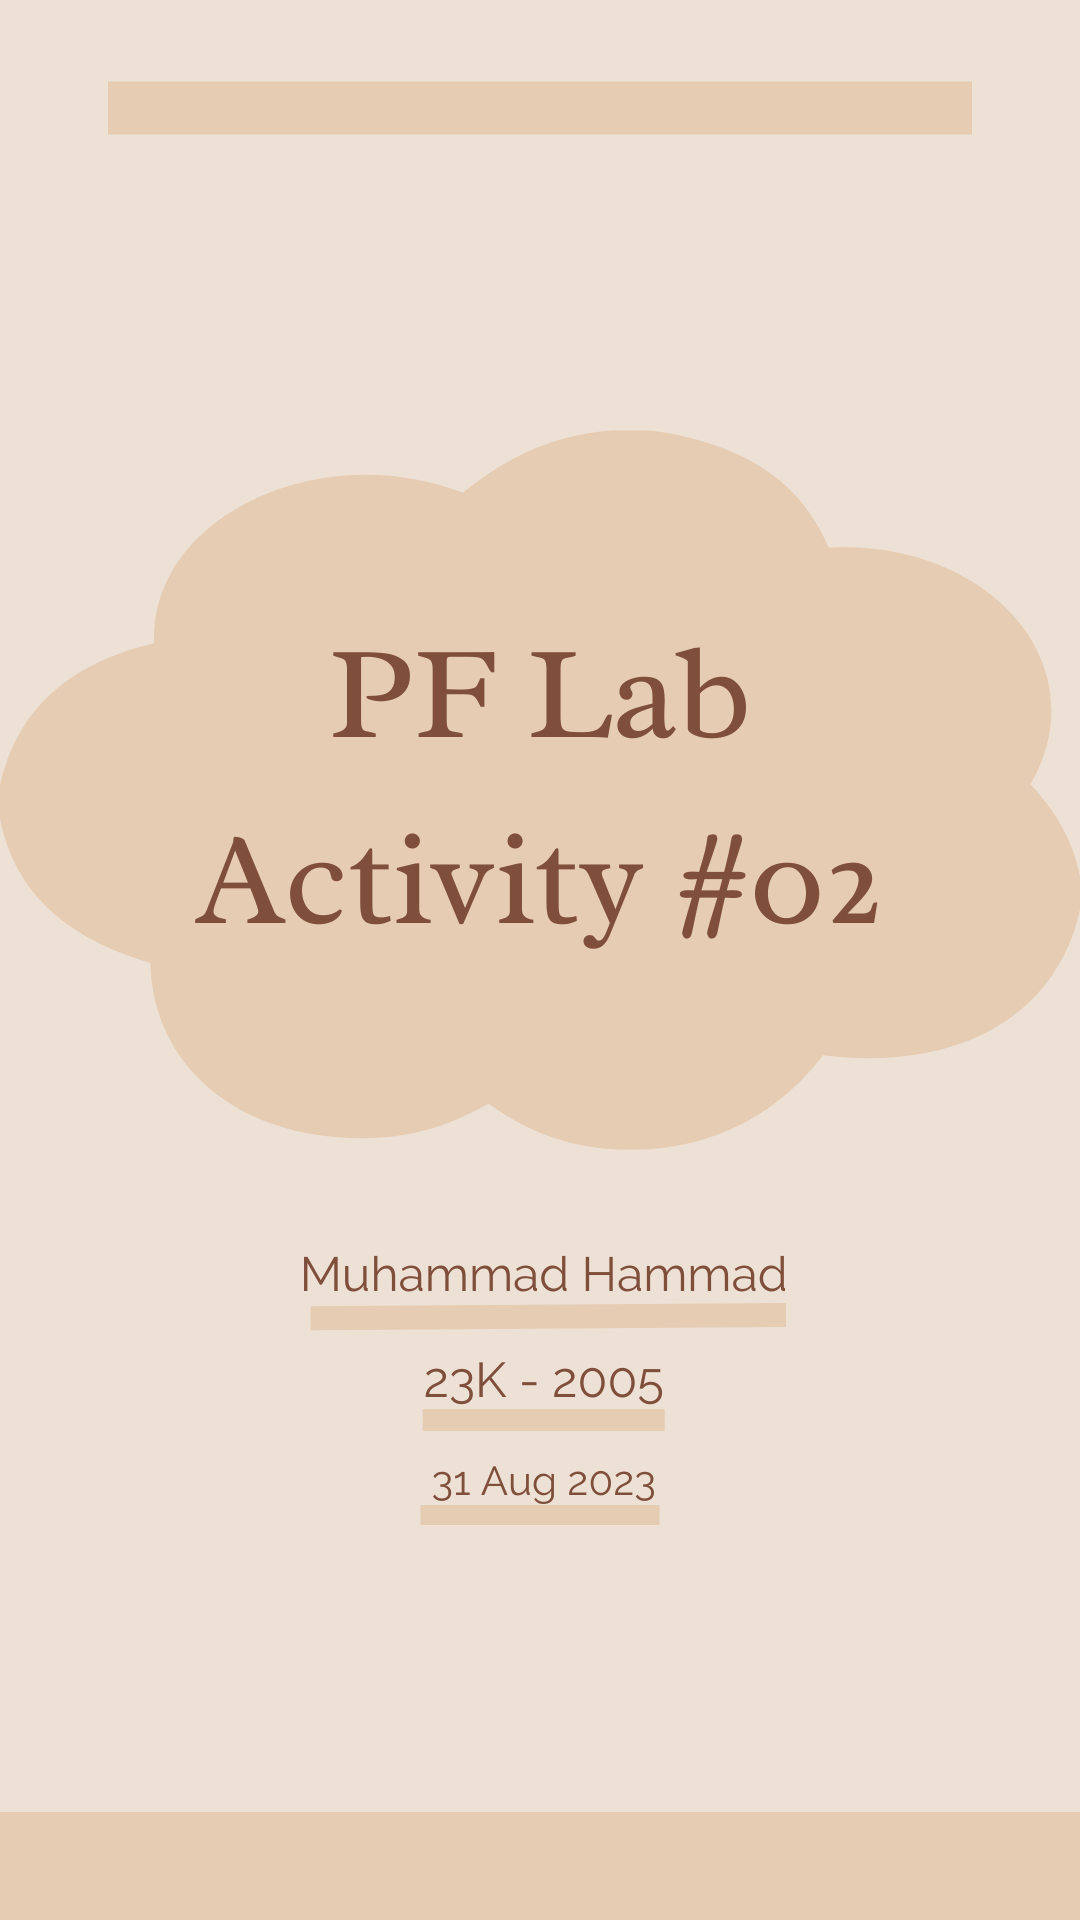 PF Lab
Activity #02
Muhammad Hammad
23K - 2005
31 Aug 2023